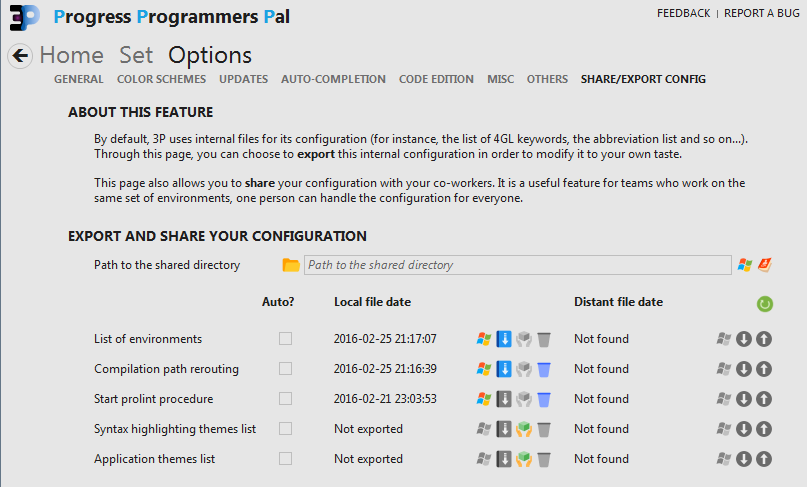 3P Progress Programmers Pal
FEEDBACK | REPORT A BUG
Home Set Options
GENERAL COLOR SCHEMES UPDATES AUTO-COMPLETION CODE EDITION MISC OTHERS SHARE/EXPORT CONFIG
ABOUT THIS FEATURE
By default, 3P uses internal files for its configuration (for instance, the list of 4GL keywords, the abbreviation list and so on...).
Through this page, you can choose to export this internal configuration in order to modify it to your own taste.
This page also allows you to share your configuration with your co-workers. It is a useful feature for teams who work on the
same set of environments, one person can handle the configuration for everyone.
EXPORT AND SHARE YOUR CONFIGURATION
Path to the shared directory Path to the shared directory
Auto? Local file date Distant file date
List of environments 2016-02-25 21:17:07 Not found
Compilation path rerouting 2016-02-25 21:16:39 Not found
Start prolint procedure 2016-02-21 23:03:53 Not found
Syntax highlighting themes list Not exported Not found
Application themes list Not exported Not found